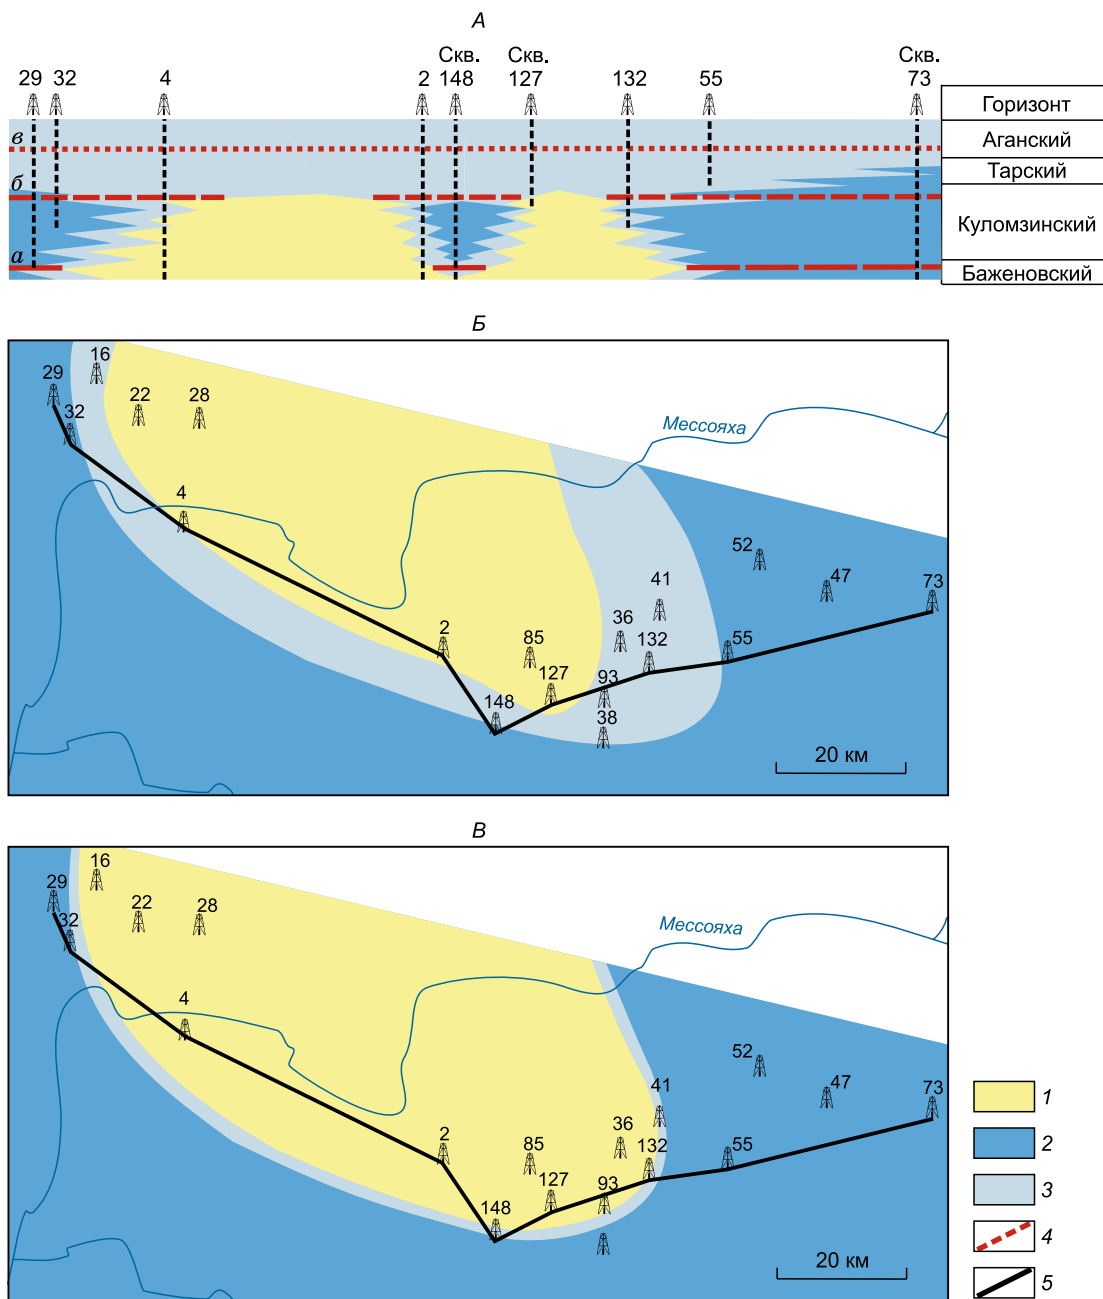 А
Скв. Скв. Скв.
29 32 4 2 148 127 132 55 73
Горизонт
в
Аганский
Тарский
б
Куломзинский
а
Баженовский
Б
16
29
22 28
32
Мессояха
4
52
47
73
41
36
2 85 132 55
127 93
148
38
20 км
В
16
29
22 28
32
Мессояха
4
52
47
73
41
36
2 85 132 55
127 93
148
20 км
1
2
3
4
5